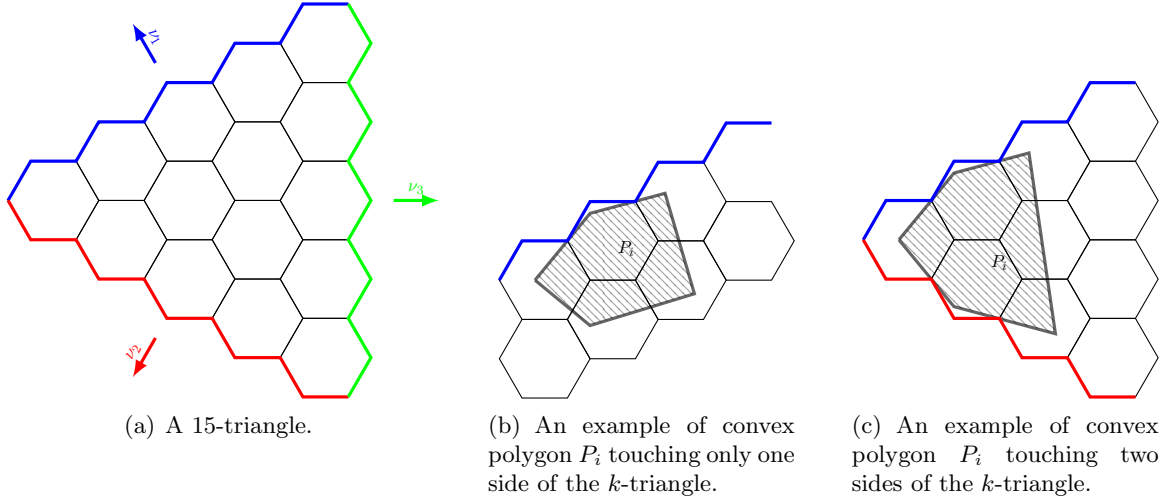 ν₁
ν₂
ν₃
(a) A 15-triangle.
P_i
(b) An example of convex
polygon P_i touching only one
side of the k-triangle.
P_i
(c) An example of convex
polygon P_i touching two
sides of the k-triangle.